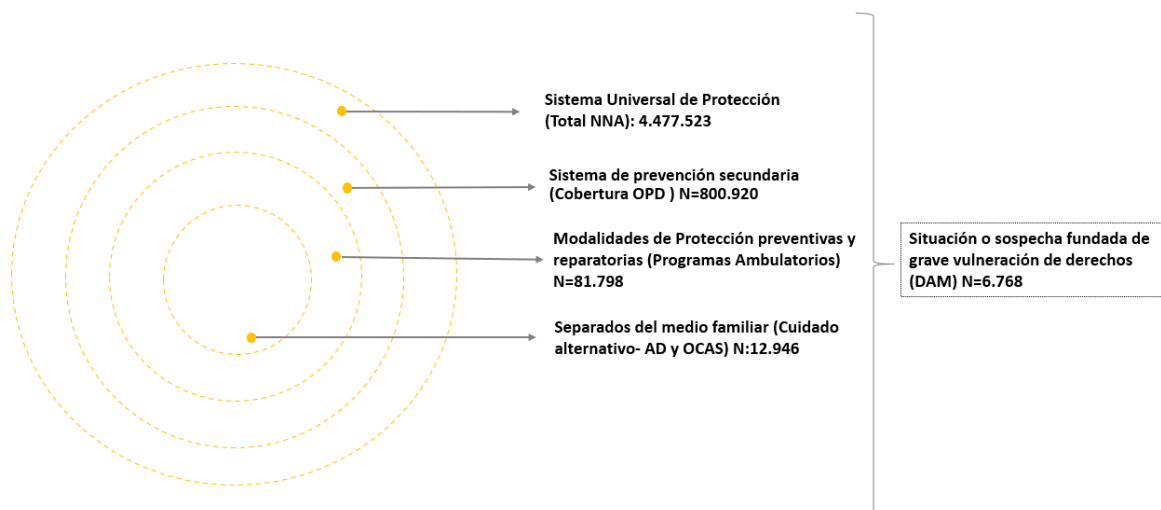 Sistema Universal de Protección
(Total NNA): 4.477.523
Sistema de prevención secundaria
(Cobertura OPD ) N=800.920
Modalidades de Protección preventivas y
reparatorias (Programas Ambulatorios)
N=81.798
Separados del medio familiar (Cuidado
alternativo- AD y OCAS) N:12.946
Situación o sospecha fundada de
grave vulneración de derechos
(DAM) N=6.768